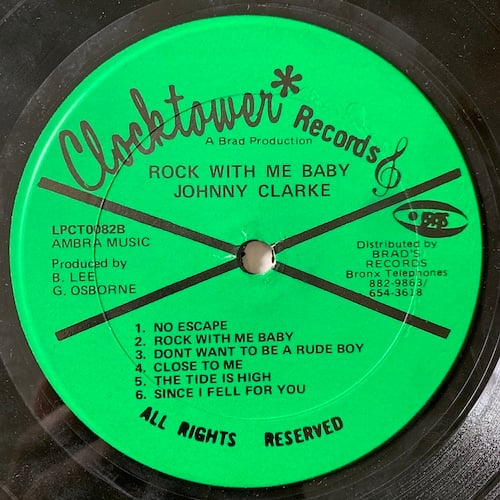 Clocktower* Records
A Brad Production
ROCK WITH ME BABY
JOHNNY CLARKE
LPCT0082B
AMBRA MUSIC
Produced by
B. LEE
G. OSBORNE
Distributed by
BRAD'S
RECORDS
Bronx Telephones
882-9863/
654-3618
1. NO ESCAPE
2. ROCK WITH ME BABY
3. DONT WANT TO BE A RUDE BOY
4. CLOSE TO ME
5. THE TIDE IS HIGH
6. SINCE I FELL FOR YOU
ALL RIGHTS RESERVED